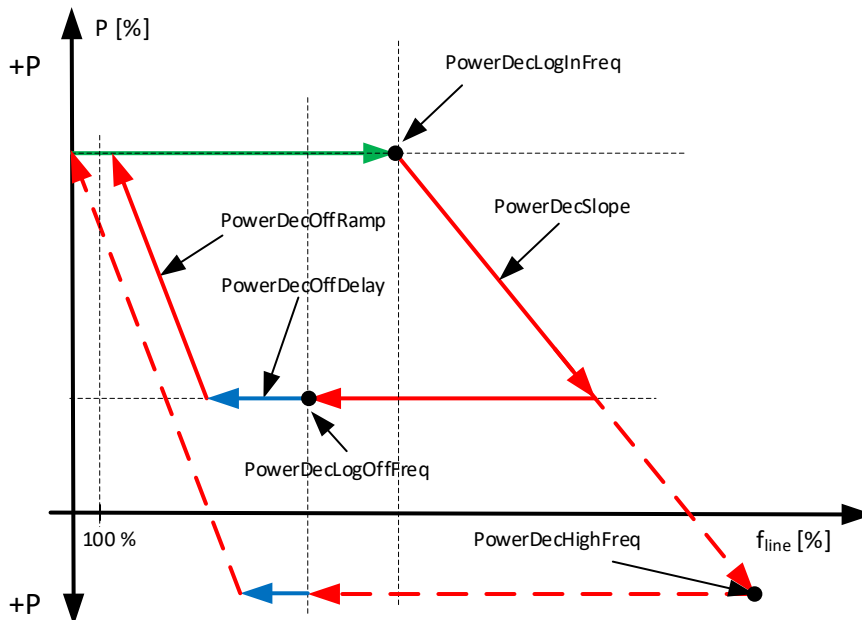 P [%]
+P
PowerDecLogInFreq
PowerDecSlope
PowerDecOffRamp
PowerDecOffDelay
PowerDecLogOffFreq
100 %
PowerDecHighFreq
fline [%]
+P